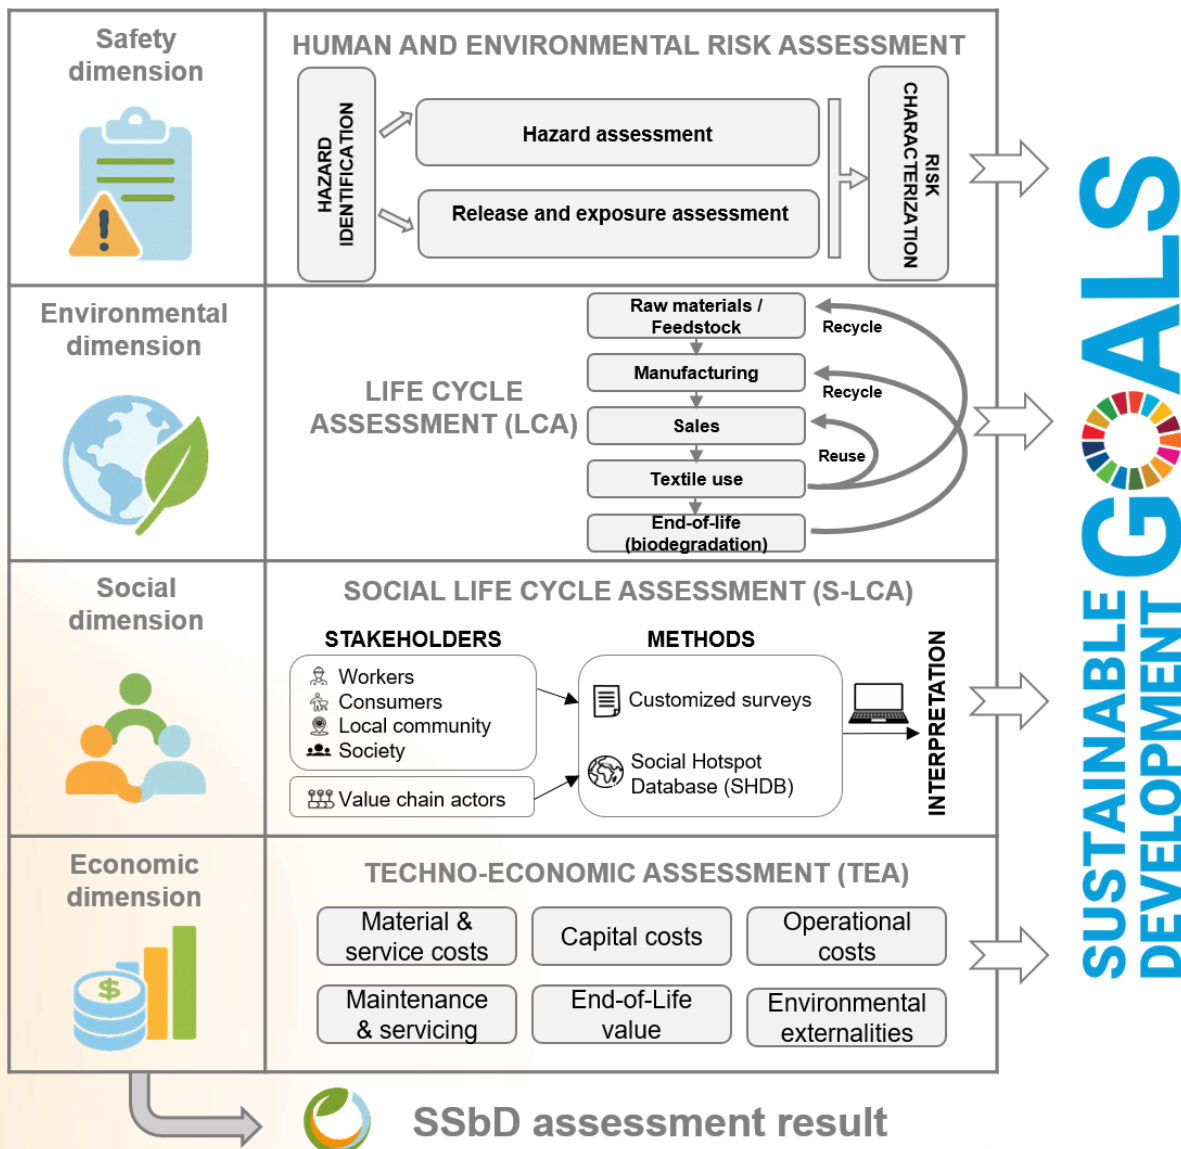 Safety
dimension
HUMAN AND ENVIRONMENTAL RISK ASSESSMENT
HAZARD
IDENTIFICATION
Hazard assessment
Release and exposure assessment
RISK
CHARACTERIZATION
Environmental
dimension
LIFE CYCLE
ASSESSMENT (LCA)
Raw materials /
Feedstock
Recycle
Manufacturing
Recycle
Sales
Reuse
Textile use
End-of-life
(biodegradation)
Social
dimension
SOCIAL LIFE CYCLE ASSESSMENT (S-LCA)
STAKEHOLDERS
Workers
Consumers
Local community
Society
Value chain actors
METHODS
Customized surveys
Social Hotspot
Database (SHDB)
INTERPRETATION
Economic
dimension
$
TECHNO-ECONOMIC ASSESSMENT (TEA)
Material &
service costs
Capital costs
Operational
costs
Maintenance
& servicing
End-of-Life
value
Environmental
externalities
SUSTAINABLE
DEVELOPMENT
GOALS
SSbD assessment result